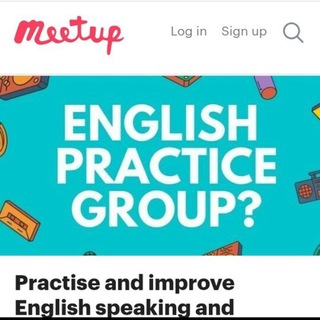 Meetup
Log in Sign up
ENGLISH
PRACTICE
GROUP?
Practise and improve
English speaking and